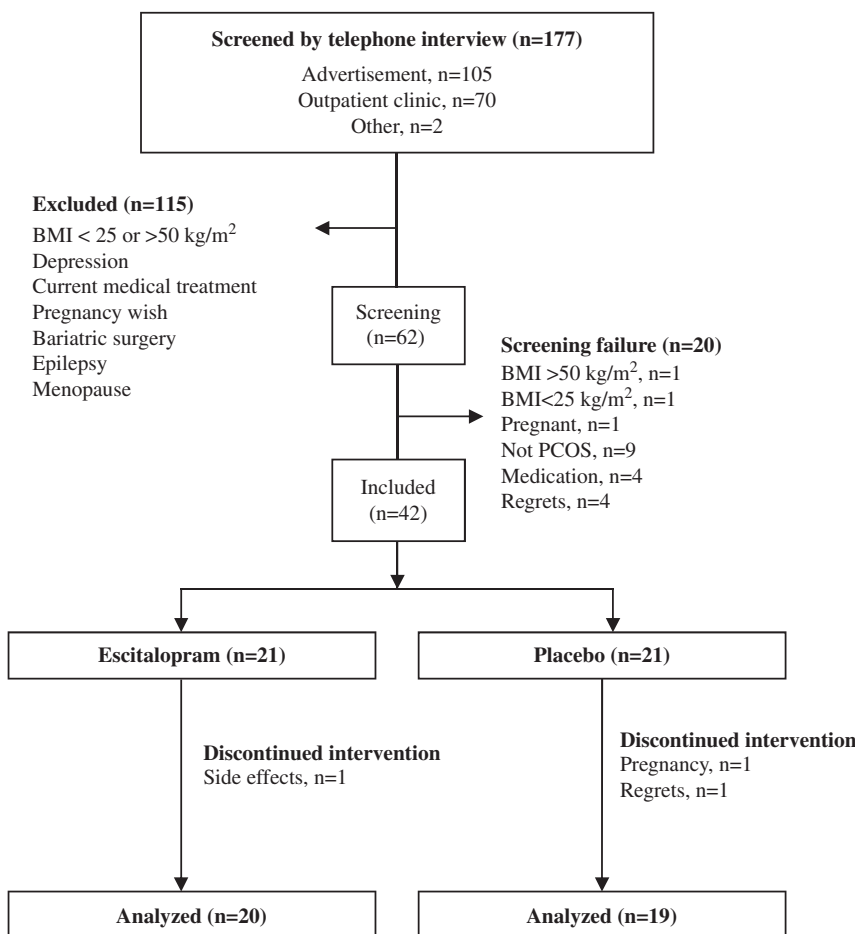 Screened by telephone interview (n=177)
Advertisement, n=105
Outpatient clinic, n=70
Other, n=2
Excluded (n=115)
BMI < 25 or >50 kg/m²
Depression
Current medical treatment
Pregnancy wish
Bariatric surgery
Epilepsy
Menopause
Screening
(n=62)
Screening failure (n=20)
BMI >50 kg/m², n=1
BMI<25 kg/m², n=1
Pregnant, n=1
Not PCOS, n=9
Medication, n=4
Regrets, n=4
Included
(n=42)
Escitalopram (n=21)
Placebo (n=21)
Discontinued intervention
Side effects, n=1
Discontinued intervention
Pregnancy, n=1
Regrets, n=1
Analyzed (n=20)
Analyzed (n=19)